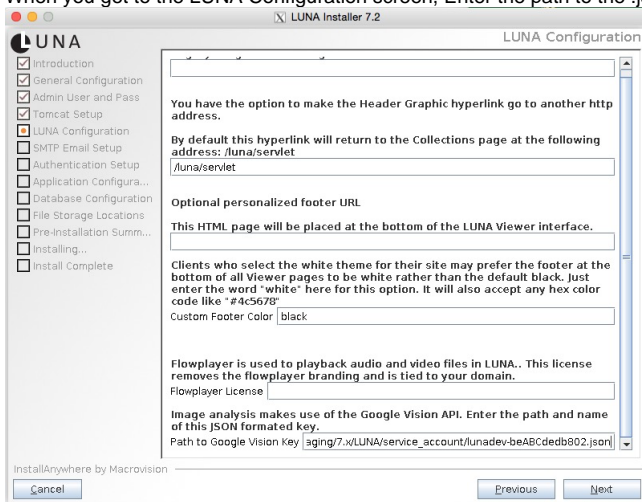 When you get to the LUNA Configuration screen, Enter the path to the .j
LUNA Installer 7.2
LUNA
LUNA Configuration
Introduction
General Configuration
Admin User and Pass
Tomcat Setup
LUNA Configuration
SMTP Email Setup
Authentication Setup
Application Configura...
Database Configuration
File Storage Locations
Pre-Installation Summ...
Installing...
Install Complete
You have the option to make the Header Graphic hyperlink go to another http
address.
By default this hyperlink will return to the Collections page at the following
address: /luna/servlet
/luna/servlet
Optional personalized footer URL
This HTML page will be placed at the bottom of the LUNA Viewer interface.
Clients who select the white theme for their site may prefer the footer at the
bottom of all Viewer pages to be white rather than the default black. Just
enter the word "white" here for this option. It will also accept any hex color
code like "#4c5678"
Custom Footer Color black
Flowplayer is used to playback audio and video files in LUNA.. This license
removes the flowplayer branding and is tied to your domain.
Flowplayer License
Image analysis makes use of the Google Vision API. Enter the path and name
of this JSON formated key.
Path to Google Vision Key aging/7.x/LUNA/service_account/lunadev-beABCdedb802.json
InstallAnywhere by Macrovision
Cancel
Previous
Next